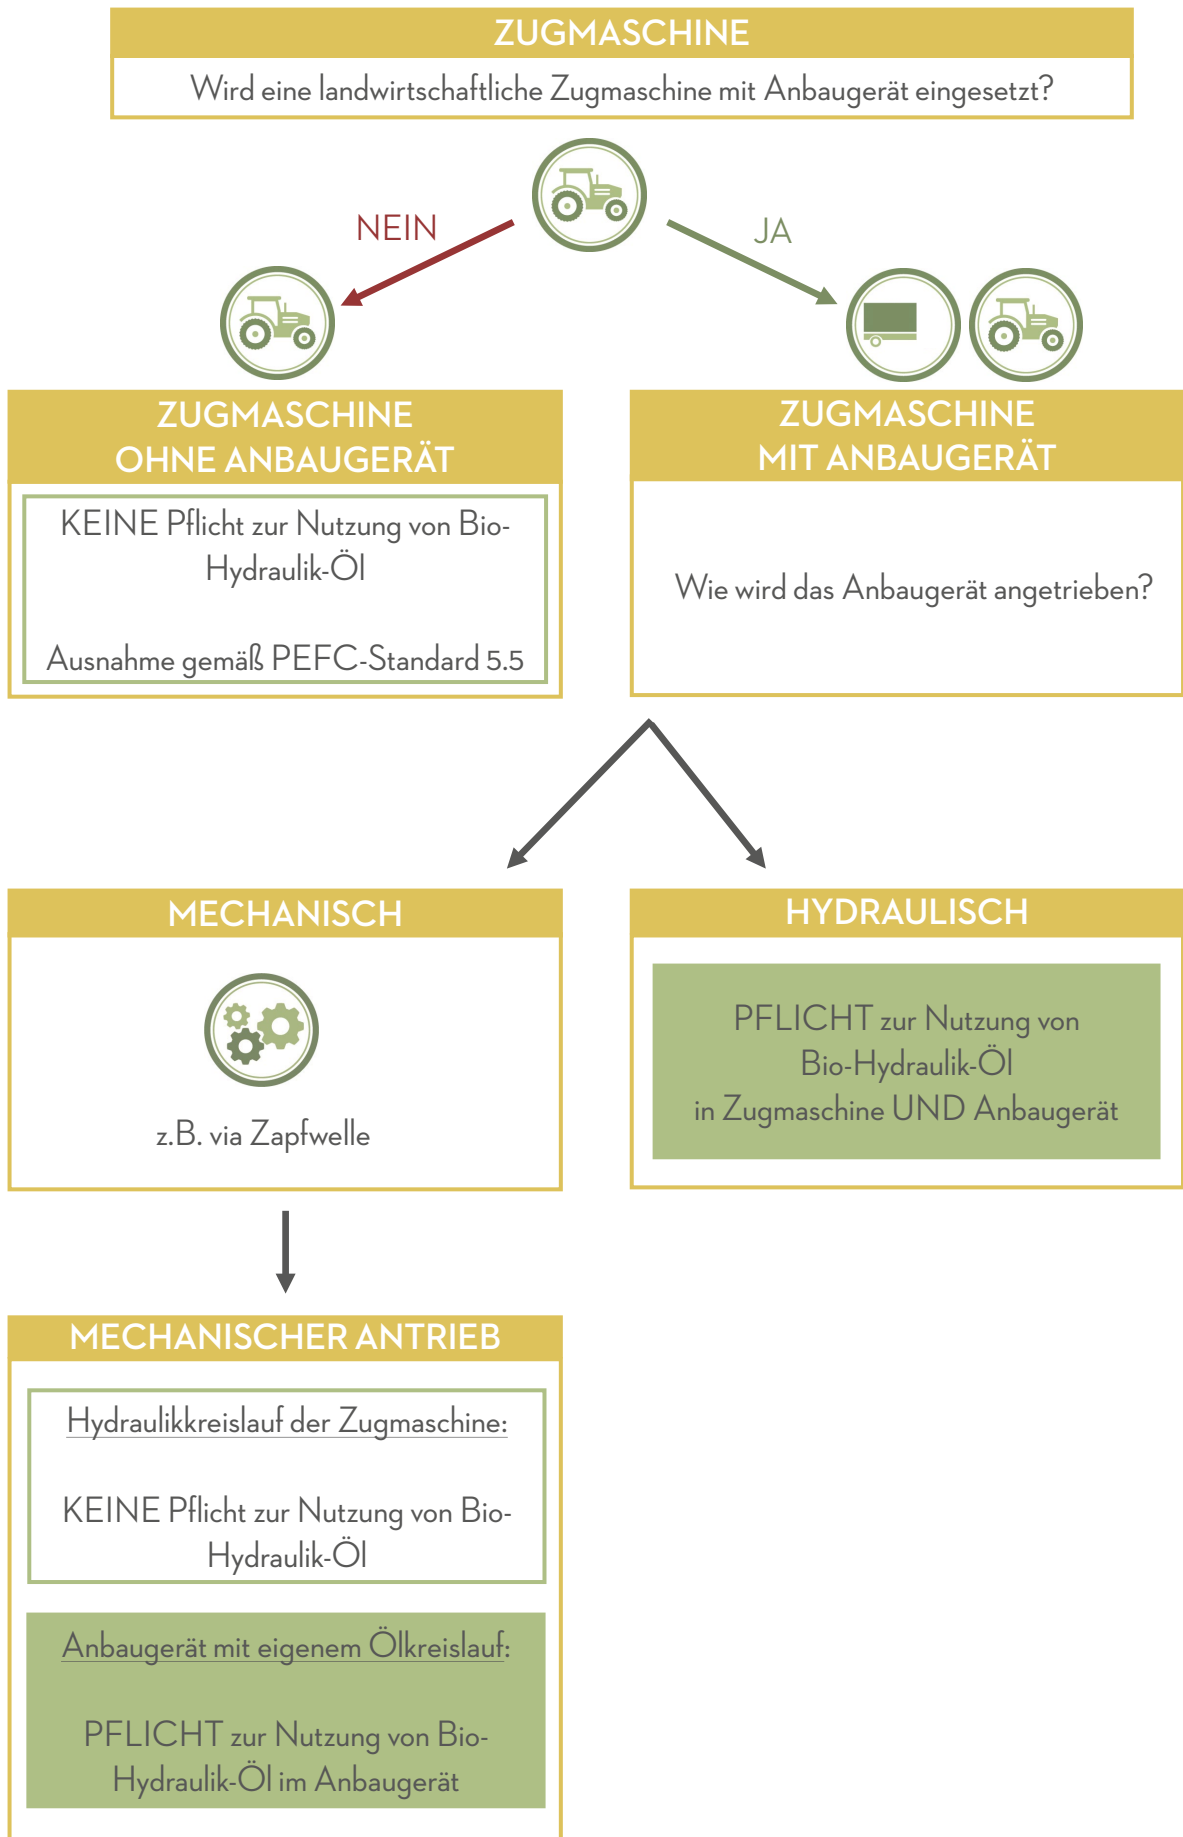 ZUGMASCHINE
Wird eine landwirtschaftliche Zugmaschine mit Anbaugerät eingesetzt?
NEIN
JA
ZUGMASCHINE
OHNE ANBAUGERÄT
KEINE Pflicht zur Nutzung von Bio-
Hydraulik-Öl
Ausnahme gemäß PEFC-Standard 5.5
ZUGMASCHINE
MIT ANBAUGERÄT
Wie wird das Anbaugerät angetrieben?
MECHANISCH
z.B. via Zapfwelle
HYDRAULISCH
PFLICHT zur Nutzung von
Bio-Hydraulik-Öl
in Zugmaschine UND Anbaugerät
MECHANISCHER ANTRIEB
Hydraulikkreislauf der Zugmaschine:
KEINE Pflicht zur Nutzung von Bio-
Hydraulik-Öl
Anbaugerät mit eigenem Ölkreislauf:
PFLICHT zur Nutzung von Bio-
Hydraulik-Öl im Anbaugerät